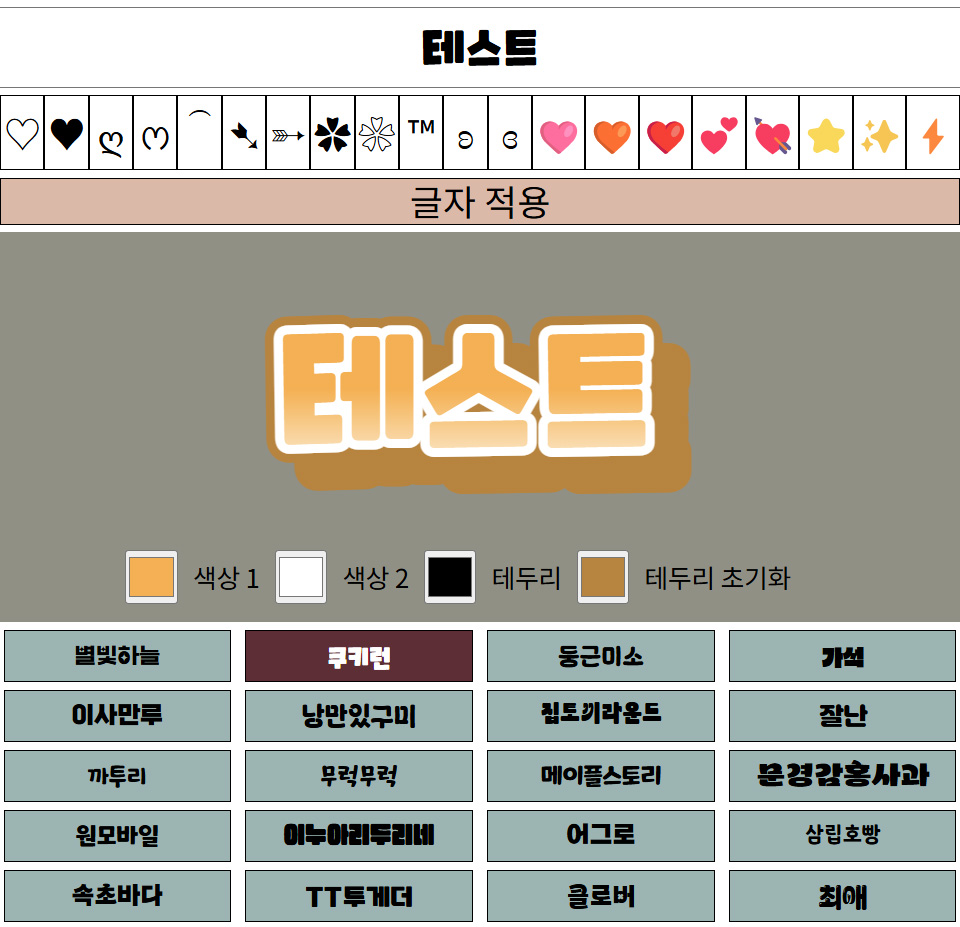 테스트
♡ ♥ ღ ო ⌒ ➷ ➳ ✽ ❊ ™ ʚ ɞ 🩷 🧡 ❤️ 💕 💘 ⭐ ✨ ⚡
글자 적용
테스트
색상 1 색상 2 테두리 테두리 초기화
별빛하늘 쿠키런 둥근미소 가석
이사만루 낭만있구미 집토끼라운드 잘난
까투리 무럭무럭 메이플스토리 문경감홍사과
원모바일 이누아리두리네 어그로 삼립호빵
속초바다 TT투게더 클로버 최애